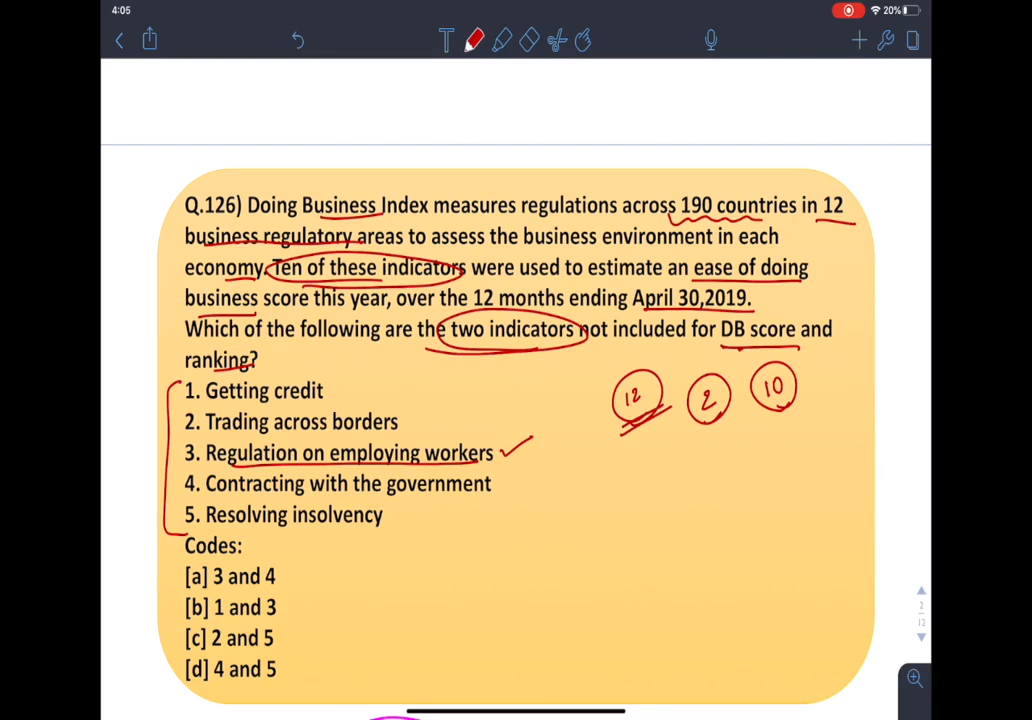 4:05
20%
T
Q.126) Doing Business Index measures regulations across 190 countries in 12
business regulatory areas to assess the business environment in each
economy. Ten of these indicators were used to estimate an ease of doing
business score this year, over the 12 months ending April 30,2019.
Which of the following are the two indicators not included for DB score and
ranking?
1. Getting credit
2. Trading across borders
3. Regulation on employing workers
4. Contracting with the government
5. Resolving insolvency
12 2 10
Codes:
[a] 3 and 4
[b] 1 and 3
[c] 2 and 5
[d] 4 and 5
2
12